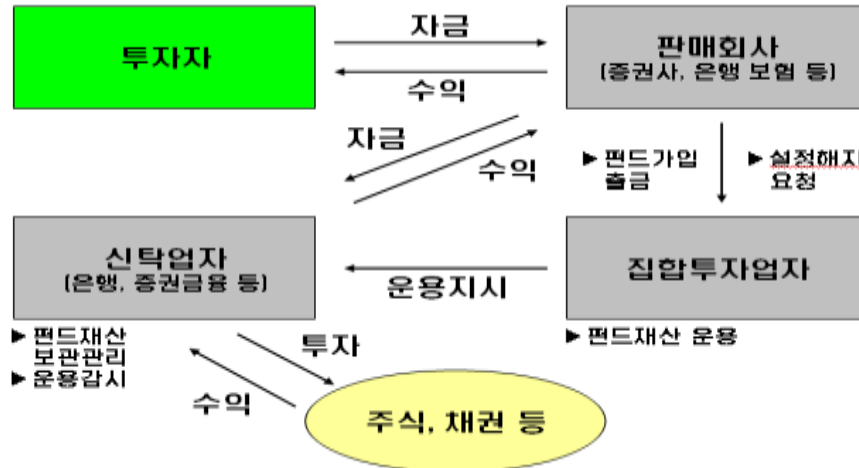 투자자
자금
수익
판매회사
(증권사, 은행 보험 등)
자금
수익
▶ 펀드가입
출금
▶ 설정해지
요청
신탁업자
(은행, 증권금융 등)
운용지시
집합투자업자
▶ 펀드재산
보관관리
▶ 운용감시
투자
수익
▶ 펀드재산 운용
주식, 채권 등